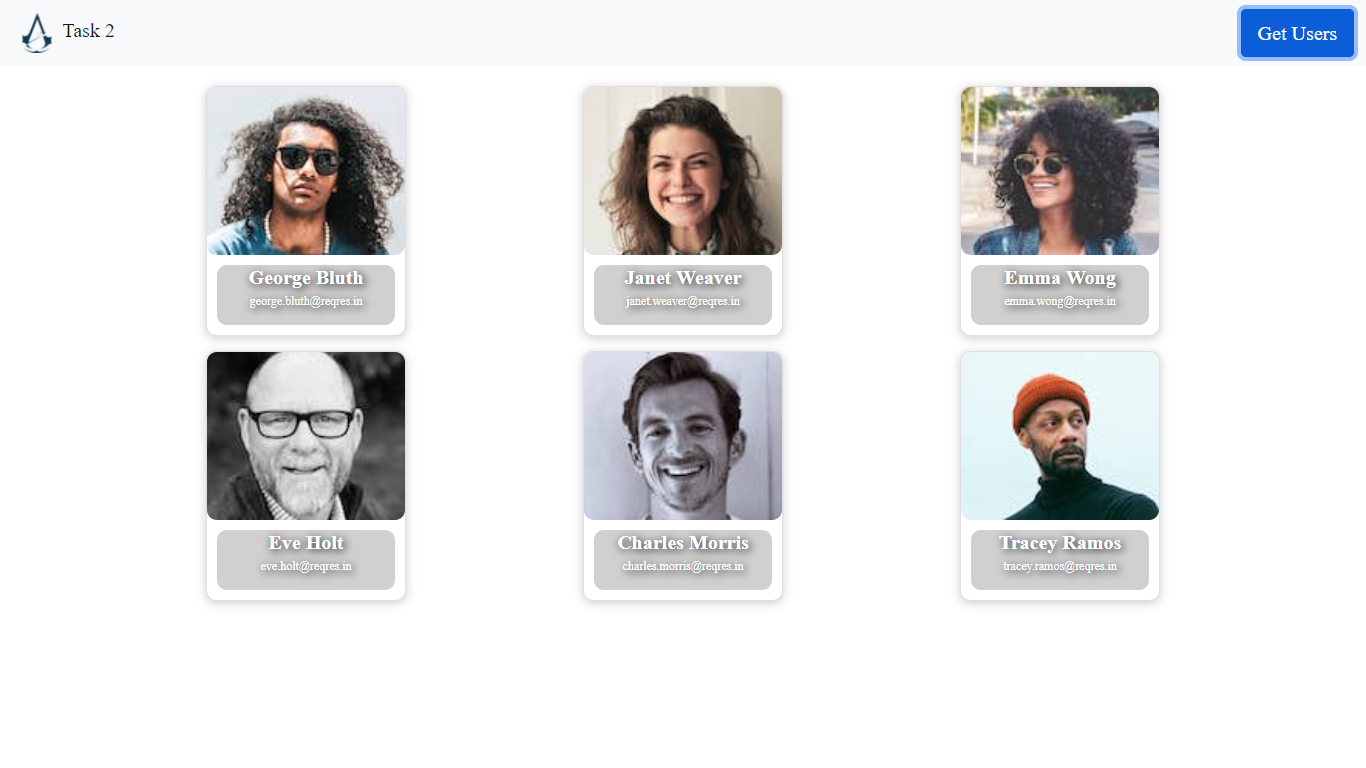 Task 2
Get Users
George Bluth
george.bluth@reqres.in
Janet Weaver
janet.weaver@reqres.in
Emma Wong
emma.wong@reqres.in
Eve Holt
eve.holt@reqres.in
Charles Morris
charles.morris@reqres.in
Tracey Ramos
tracey.ramos@reqres.in